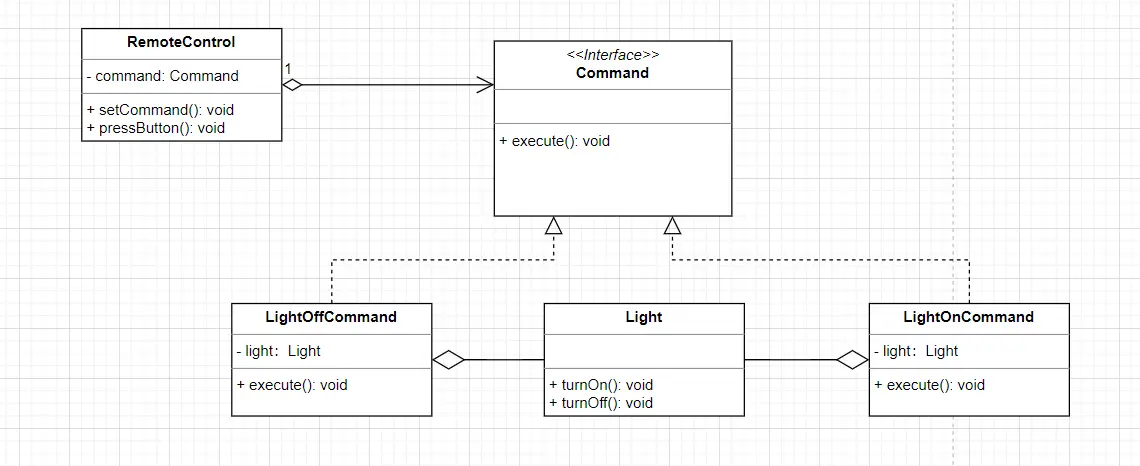 RemoteControl
- command: Command
+ setCommand(): void
+ pressButton(): void
1
<<Interface>>
Command
+ execute(): void
LightOffCommand
- light：Light
+ execute(): void
Light
+ turnOn(): void
+ turnOff(): void
LightOnCommand
- light：Light
+ execute(): void